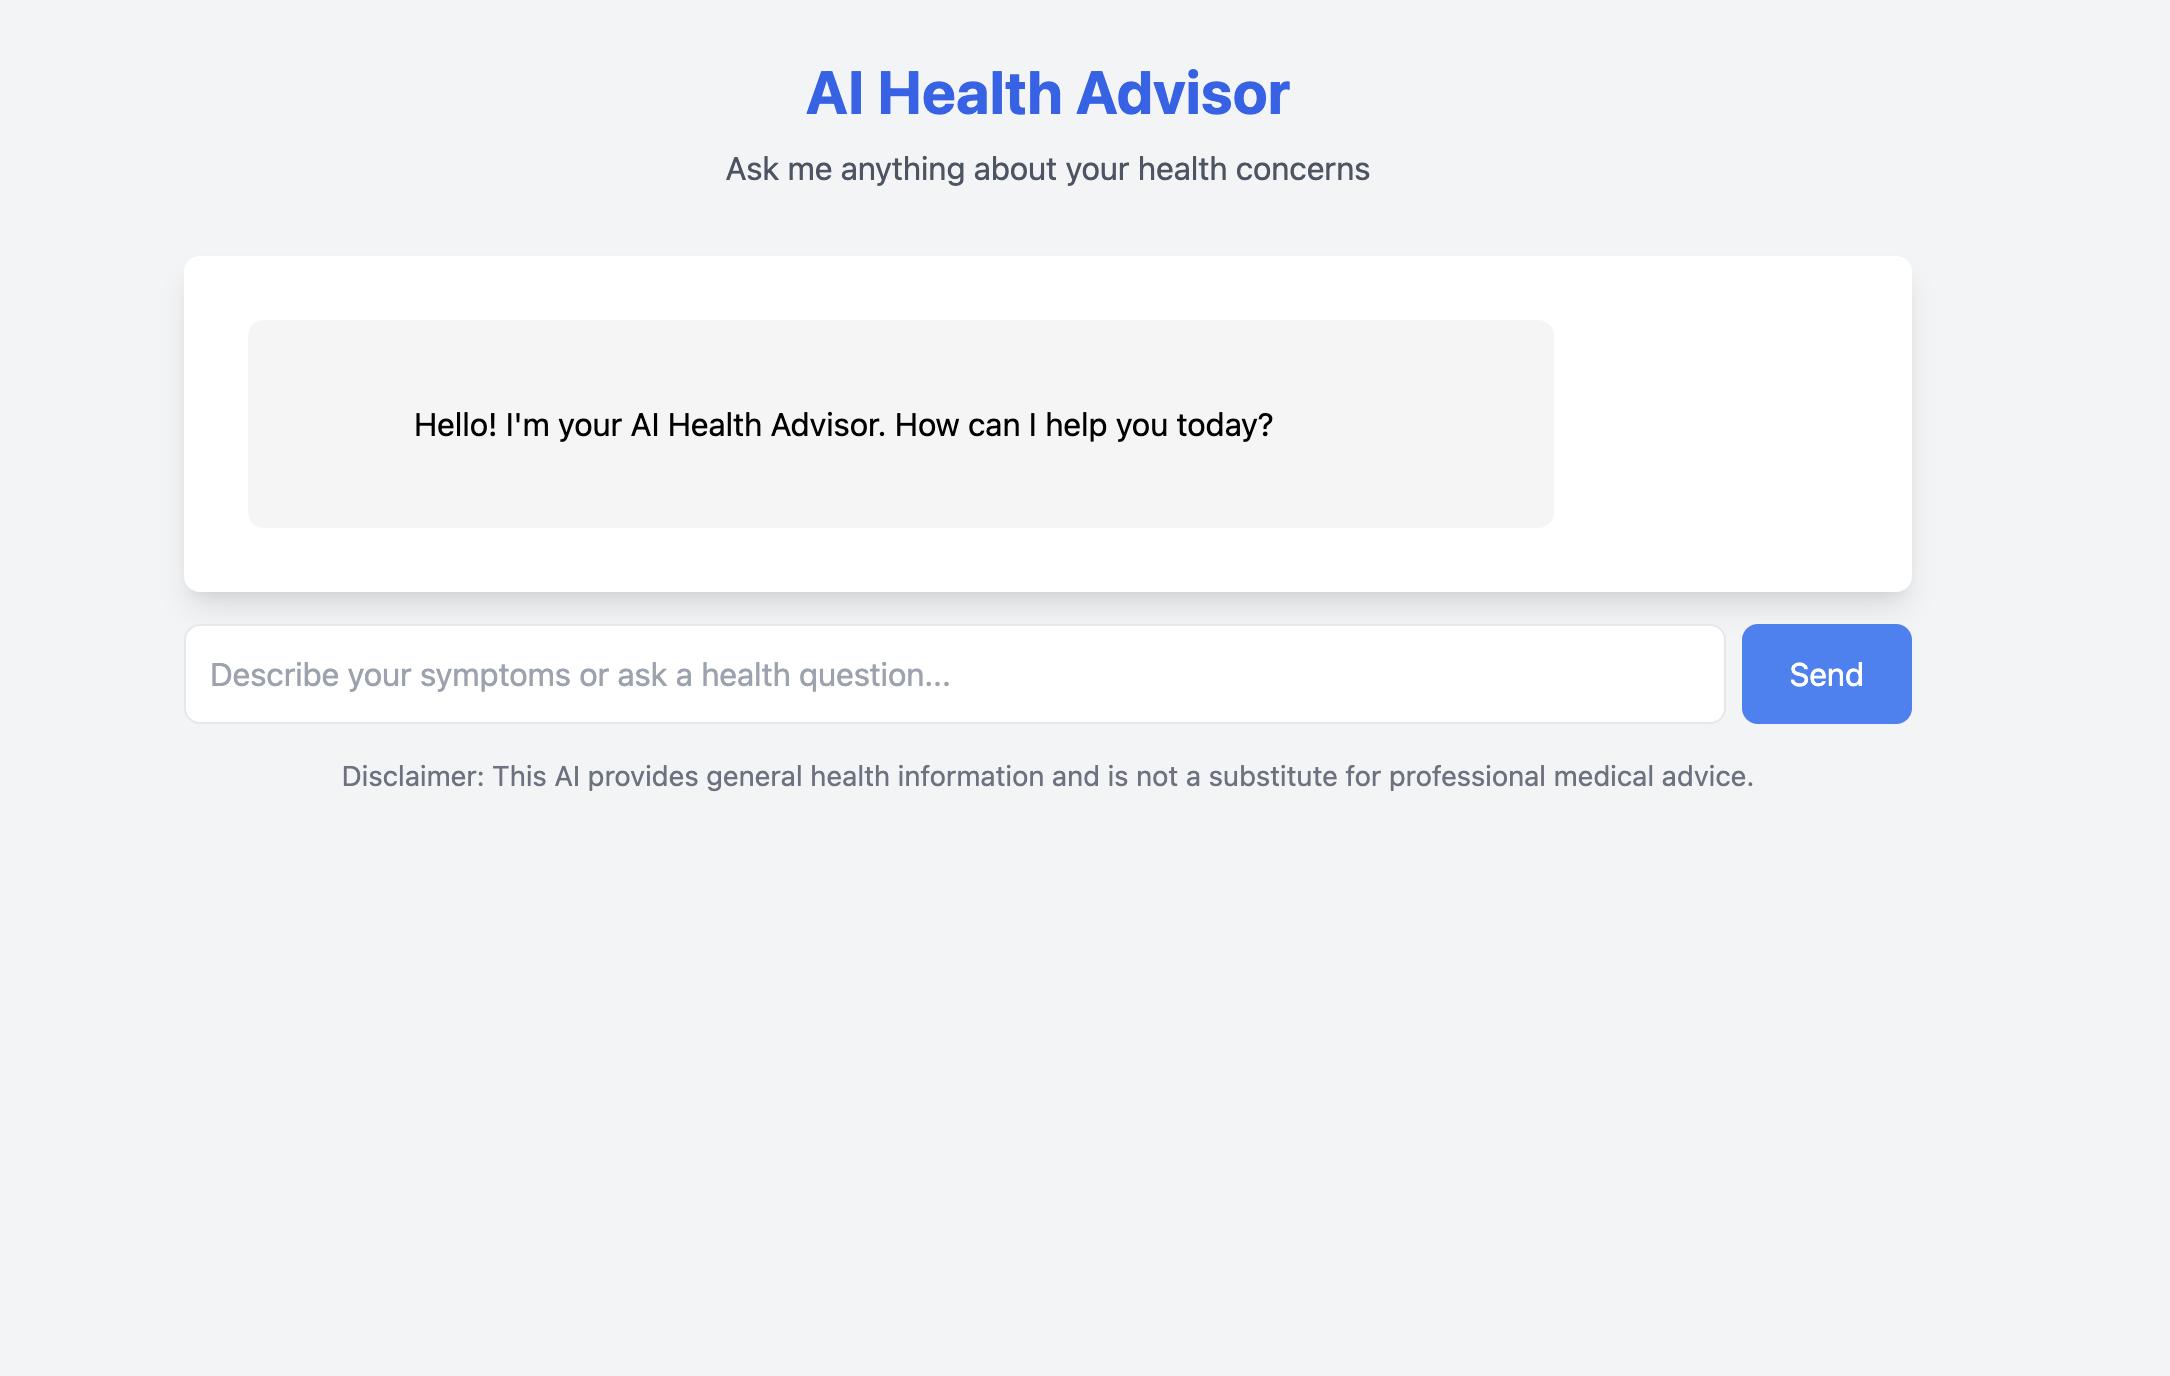 AI Health Advisor
Ask me anything about your health concerns
Hello! I'm your AI Health Advisor. How can I help you today?
Describe your symptoms or ask a health question...
Send
Disclaimer: This AI provides general health information and is not a substitute for professional medical advice.